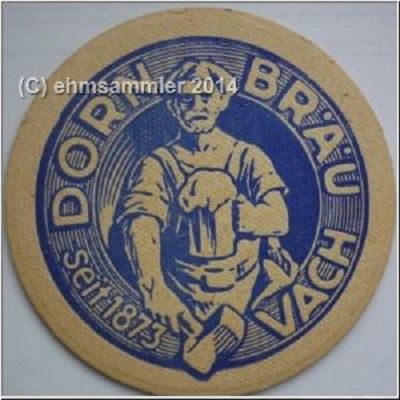 (C) ehmsammler 2014
DORN BRÄU
VACH
seit 1873